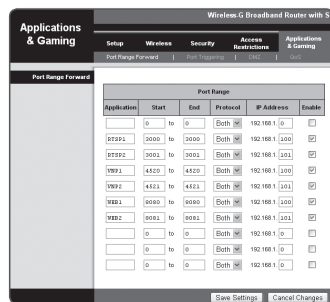 Wireless-G Broadband Router with S
Applications & Gaming
Setup Wireless Security Access Restrictions Applications & Gaming
Port Range Forward | Port Triggering | DMZ | QoS
Port Range Forward
Port Range
Application Start End Protocol IP Address Enable
0 to 0 Both 192.168.1. 0
RTSP1 3000 to 3000 Both 192.168.1. 100
RTSP2 3001 to 3001 Both 192.168.1. 101
VNP1 4520 to 4520 Both 192.168.1. 100
VNP2 4521 to 4521 Both 192.168.1. 101
WEB1 8080 to 8080 Both 192.168.1. 100
WEB2 8081 to 8081 Both 192.168.1. 101
0 to 0 Both 192.168.1. 0
0 to 0 Both 192.168.1. 0
0 to 0 Both 192.168.1. 0
Save Settings Cancel Changes